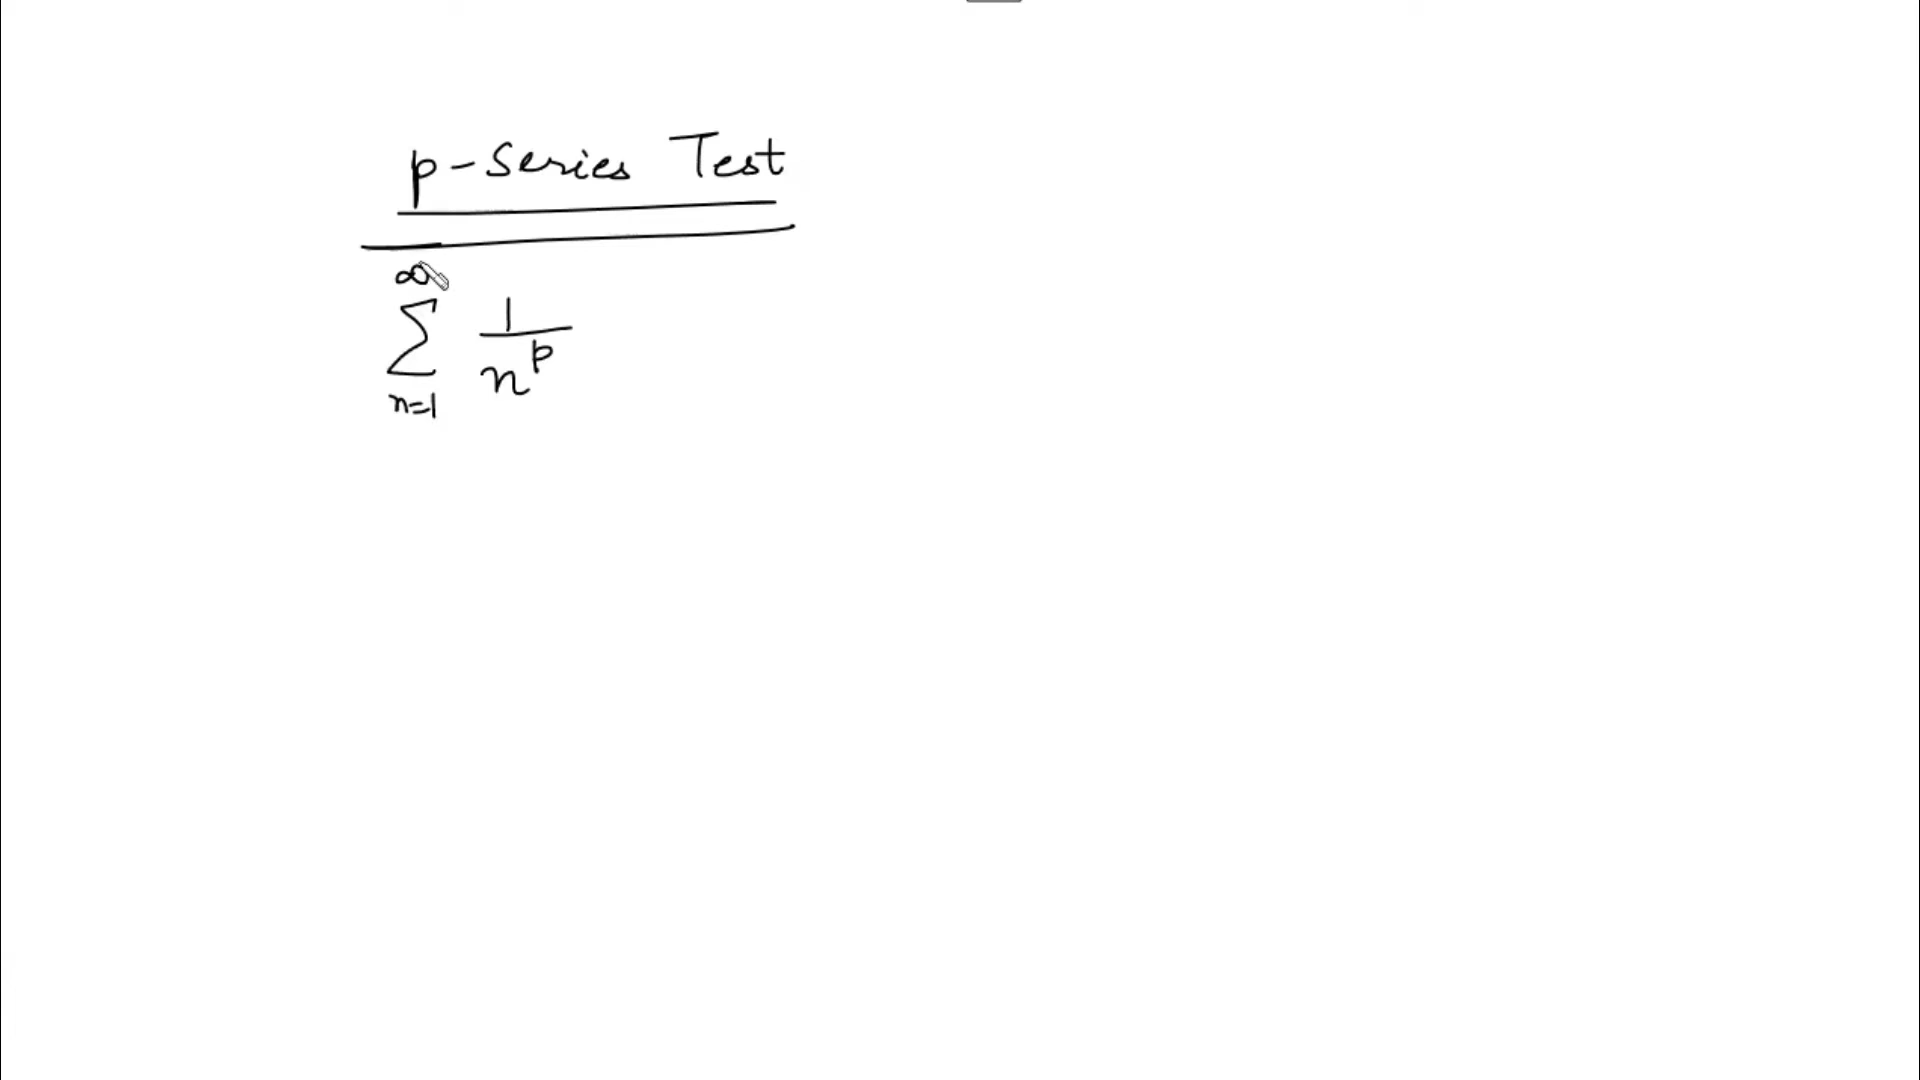 p-series Test
∞
∑ 1/n^p
n=1